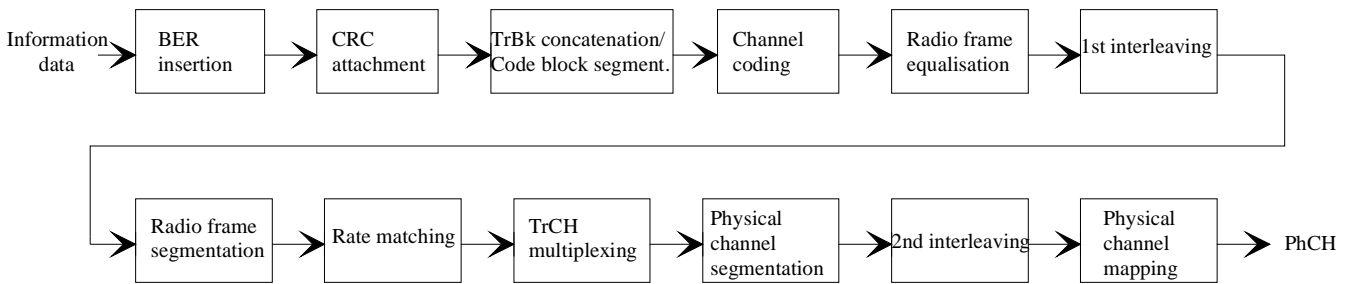 Information
data
BER
insertion
CRC
attachment
TrBk concatenation/
Code block segment.
Channel
coding
Radio frame
equalisation
1st interleaving
Radio frame
segmentation
Rate matching
TrCH
multiplexing
Physical
channel
segmentation
2nd interleaving
Physical
channel
mapping
PhCH